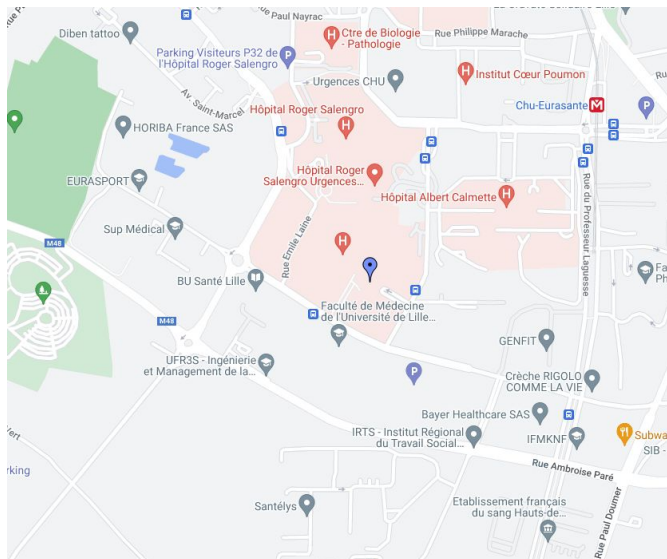 Rue Paul Nayrac
Diben tattoo
Ctre de Biologie
- Pathologie
Rue Philippe Marache
Parking Visiteurs P32 de
l'Hôpital Roger Salengro
Urgences CHU
Institut Cœur Poumon
Av. Saint-Marcel
Hôpital Roger Salengro
Chu-Eurasante
M
P
HORIBA France SAS
Hôpital Roger
Salengro Urgences...
EURASPORT
Hôpital Albert Calmette
Rue du Professeur Laguesse
Sup Médical
Rue Emile Laine
M48
BU Santé Lille
Fa
Ph
Faculté de Médecine
de l'Université de Lille...
M48
GENFIT
UFR3S - Ingénierie
et Management de la...
P
Crèche RIGOLO
COMME LA VIE
Bayer Healthcare SAS
IRTS - Institut Régional
du Travail Social...
IFMKNF
Subwa
SIB -
Rue Ambroise Paré
arking
Santélys
Etablissement français
du sang Hauts-de...
Rue Paul Doumer